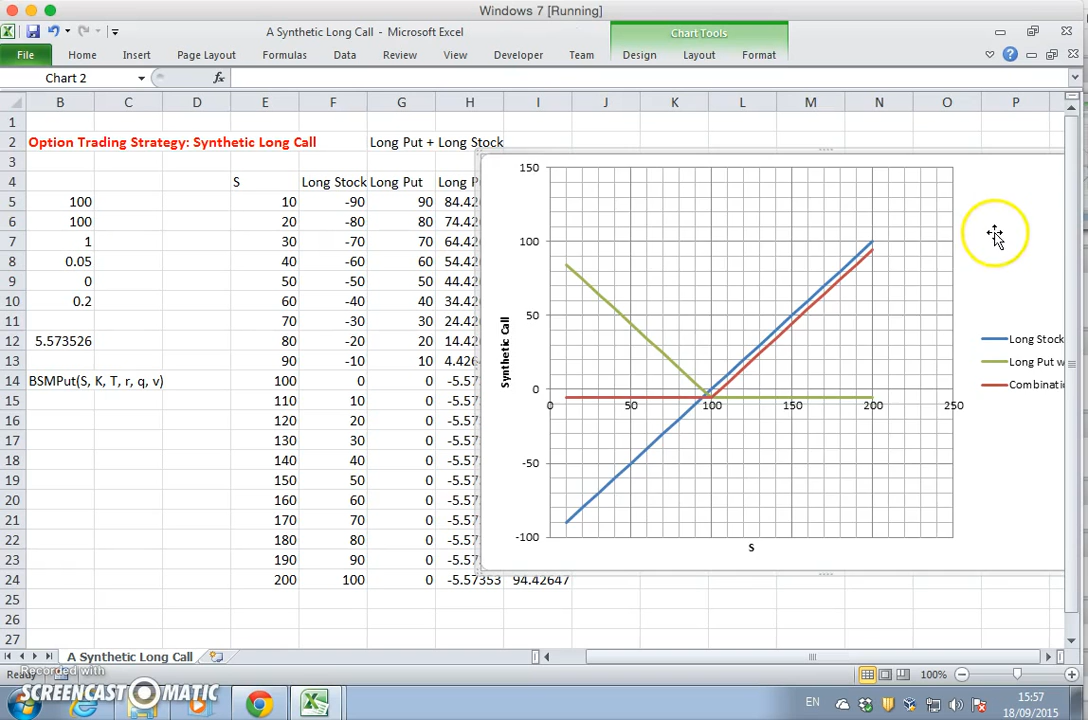 Windows 7 [Running]
A Synthetic Long Call - Microsoft Excel
Chart Tools
File Home Insert Page Layout Formulas Data Review View Developer Team Design Layout Format
Chart 2 fx
B C D E F G H I J K L M N O P
1
2 Option Trading Strategy: Synthetic Long Call Long Put + Long Stock
3
4 S Long Stock Long Put Long P
5 100 10 -90 90 84.42
6 100 20 -80 80 74.42
7 1 30 -70 70 64.42
8 0.05 40 -60 60 54.42
9 0 50 -50 50 44.42
10 0.2 60 -40 40 34.42
11 70 -30 30 24.42
12 5.573526 80 -20 20 14.42
13 90 -10 10 4.426
14 BSMPut(S, K, T, r, q, v) 100 0 0 -5.57
15 110 10 0 -5.57
16 120 20 0 -5.57
17 130 30 0 -5.57
18 140 40 0 -5.57
19 150 50 0 -5.57
20 160 60 0 -5.57
21 170 70 0 -5.57
22 180 80 0 -5.57
23 190 90 0 -5.57
24 200 100 0 -5.57353 94.42647
25
26
27
150
100
50
0
-50
-100
0 50 100 150 200 250
Synthetic Call
S
Long Stock
Long Put w
Combinati
A Synthetic Long Call
Ready 100%
Recorded with
SCREENCAST-O-MATIC
EN
15:57
18/09/2015